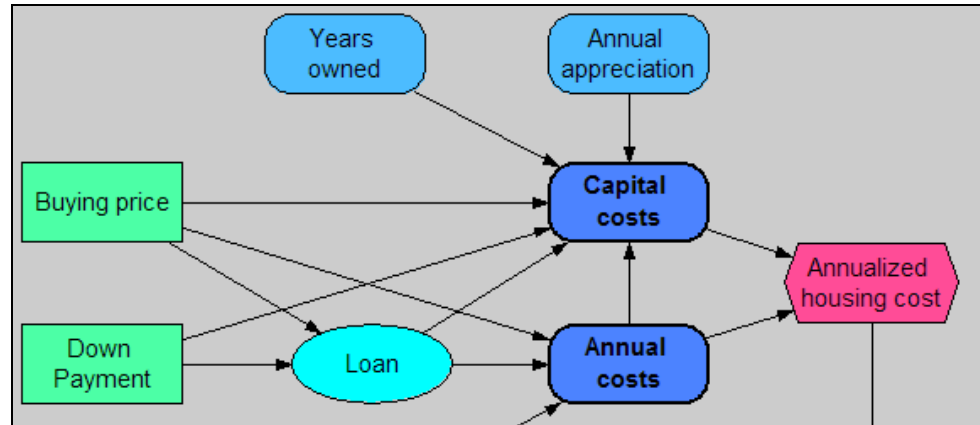 Years
owned
Annual
appreciation
Buying price
Capital
costs
Annualized
housing cost
Down
Payment
Loan
Annual
costs